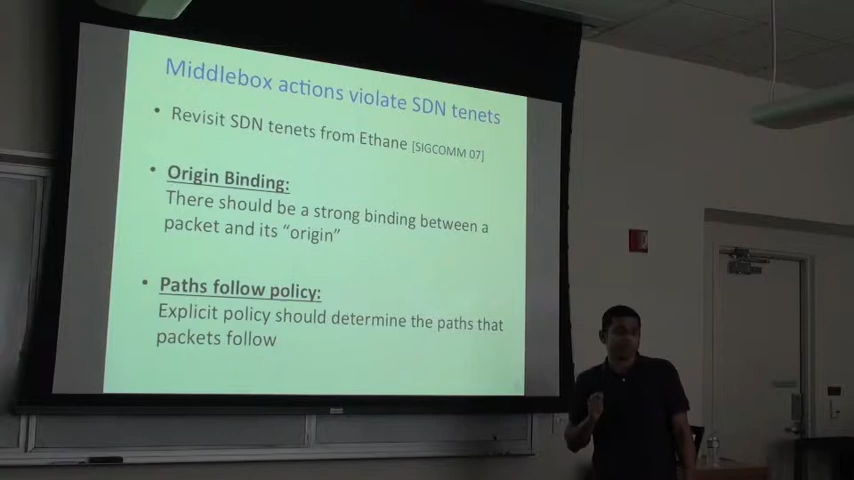 Middlebox actions violate SDN tenets
• Revisit SDN tenets from Ethane [SIGCOMM 07]
• Origin Binding:
There should be a strong binding between a
packet and its “origin”
• Paths follow policy:
Explicit policy should determine the paths that
packets follow